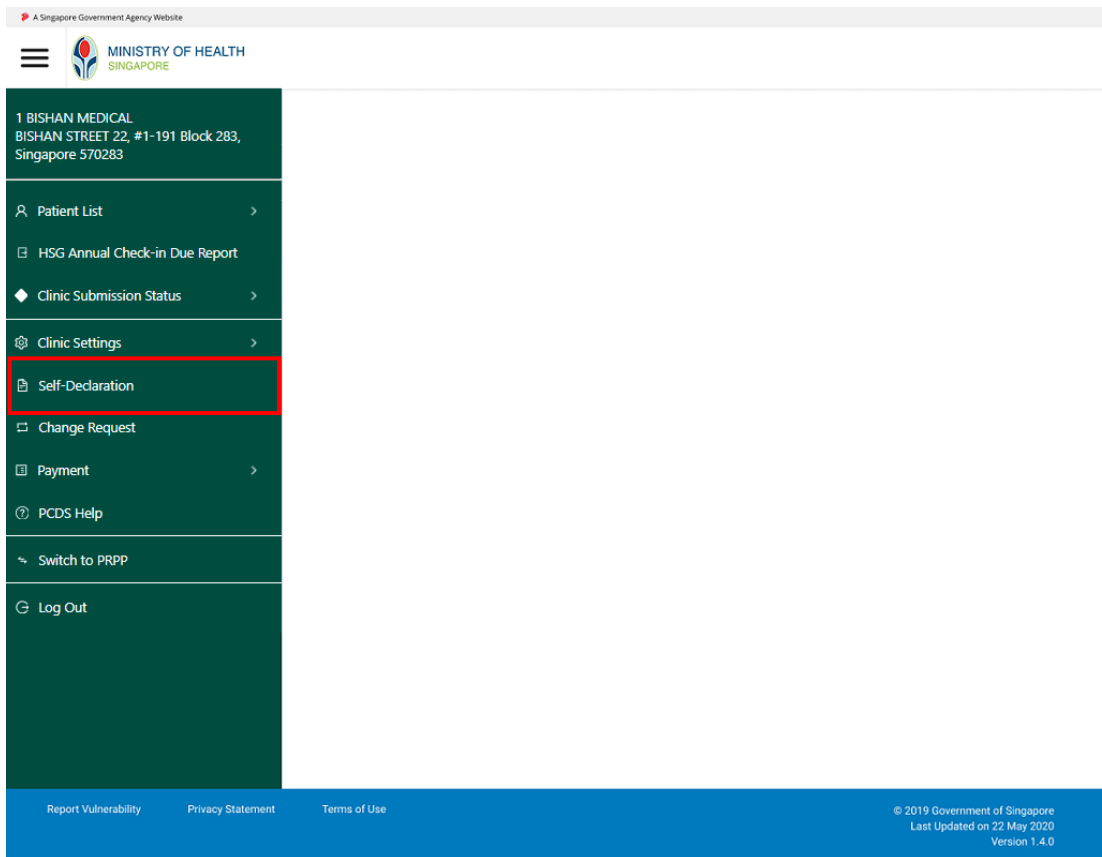 A Singapore Government Agency Website
MINISTRY OF HEALTH
SINGAPORE
1 BISHAN MEDICAL
BISHAN STREET 22, #1-191 Block 283,
Singapore 570283
Patient List
HSG Annual Check-in Due Report
Clinic Submission Status
Clinic Settings
Self-Declaration
Change Request
Payment
PCDS Help
Switch to PRPP
Log Out
Report Vulnerability Privacy Statement Terms of Use
© 2019 Government of Singapore
Last Updated on 22 May 2020
Version 1.4.0